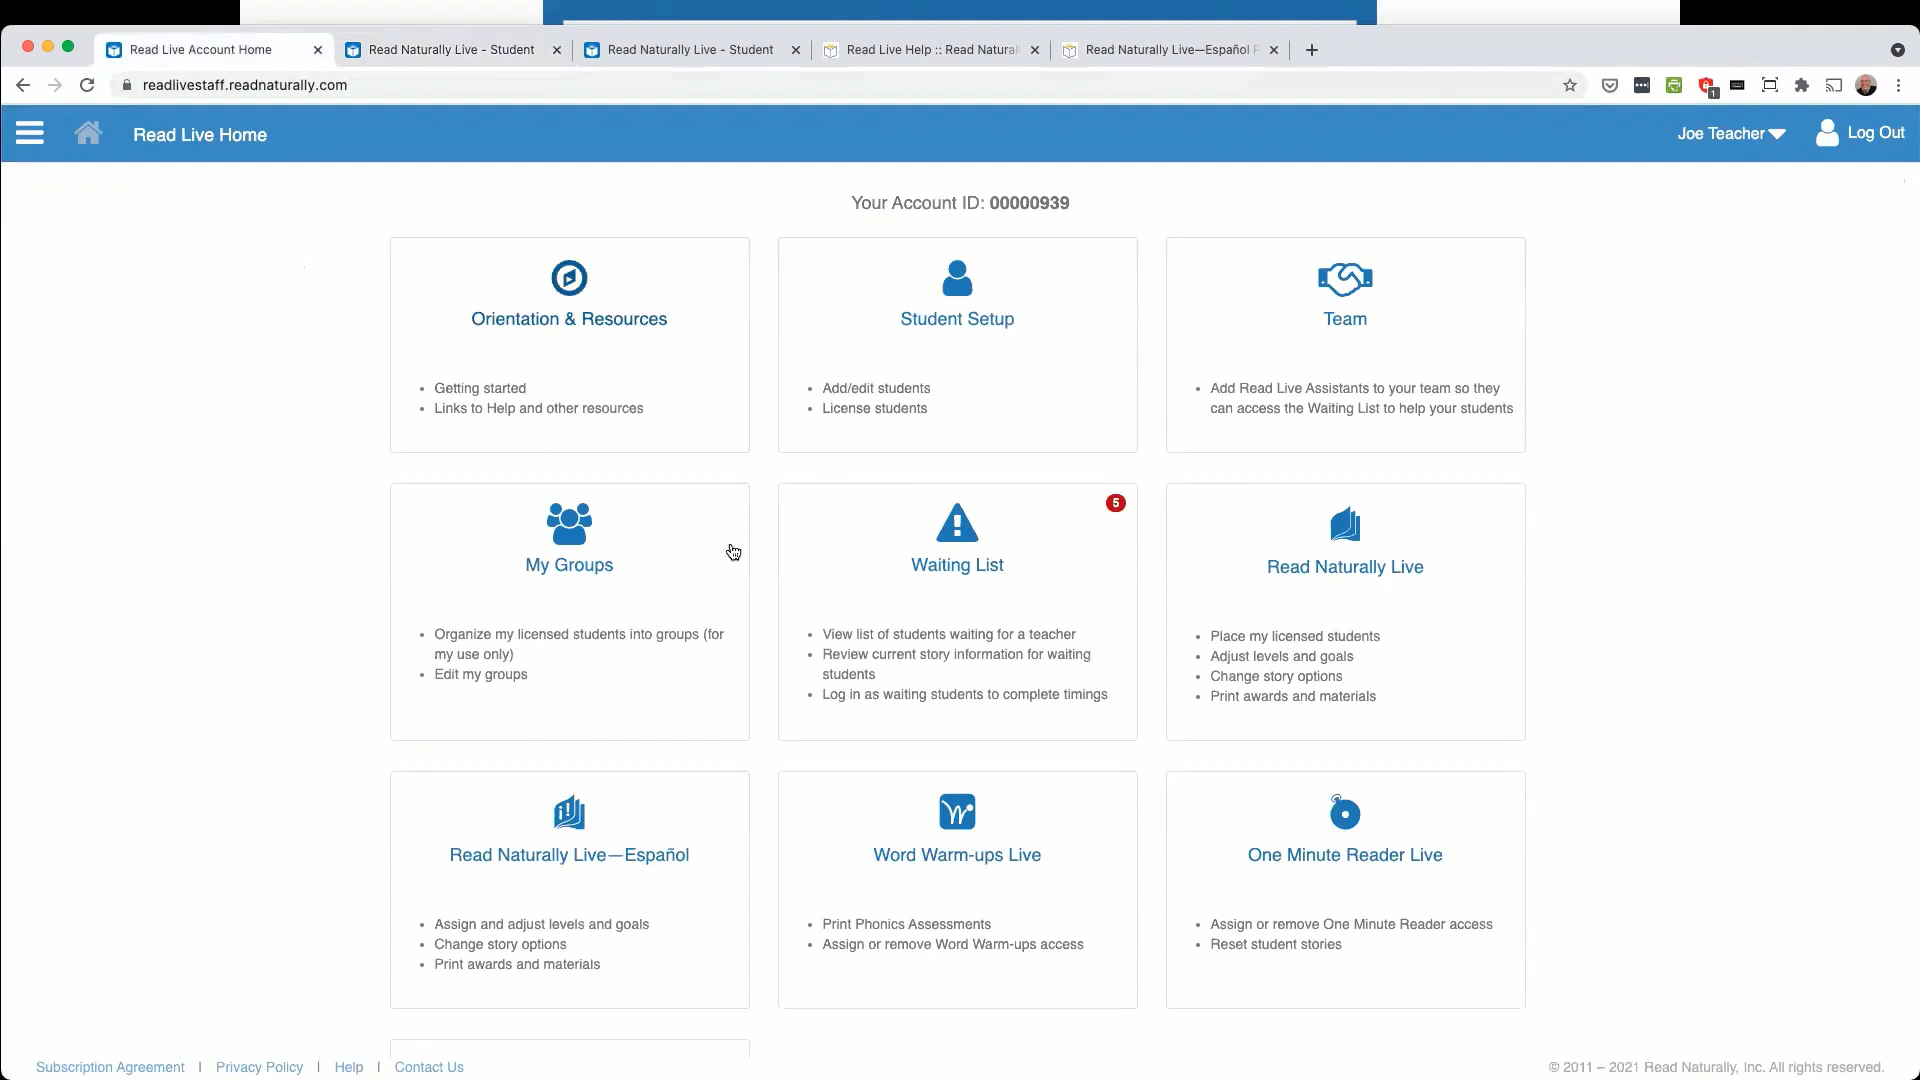 Read Live Account Home
Read Naturally Live - Student
Read Naturally Live - Student
Read Live Help :: Read Natural
Read Naturally Live—Español
readlivestaff.readnaturally.com
1
Read Live Home
Joe Teacher
Log Out
Your Account ID: 00000939
Orientation & Resources
Getting started
Links to Help and other resources
Student Setup
Add/edit students
License students
Team
Add Read Live Assistants to your team so they
can access the Waiting List to help your students
My Groups
Organize my licensed students into groups (for
my use only)
Edit my groups
5
Waiting List
View list of students waiting for a teacher
Review current story information for waiting
students
Log in as waiting students to complete timings
Read Naturally Live
Place my licensed students
Adjust levels and goals
Change story options
Print awards and materials
Read Naturally Live—Español
Assign and adjust levels and goals
Change story options
Print awards and materials
Word Warm-ups Live
Print Phonics Assessments
Assign or remove Word Warm-ups access
One Minute Reader Live
Assign or remove One Minute Reader access
Reset student stories
Subscription Agreement | Privacy Policy | Help | Contact Us
© 2011 – 2021 Read Naturally, Inc. All rights reserved.